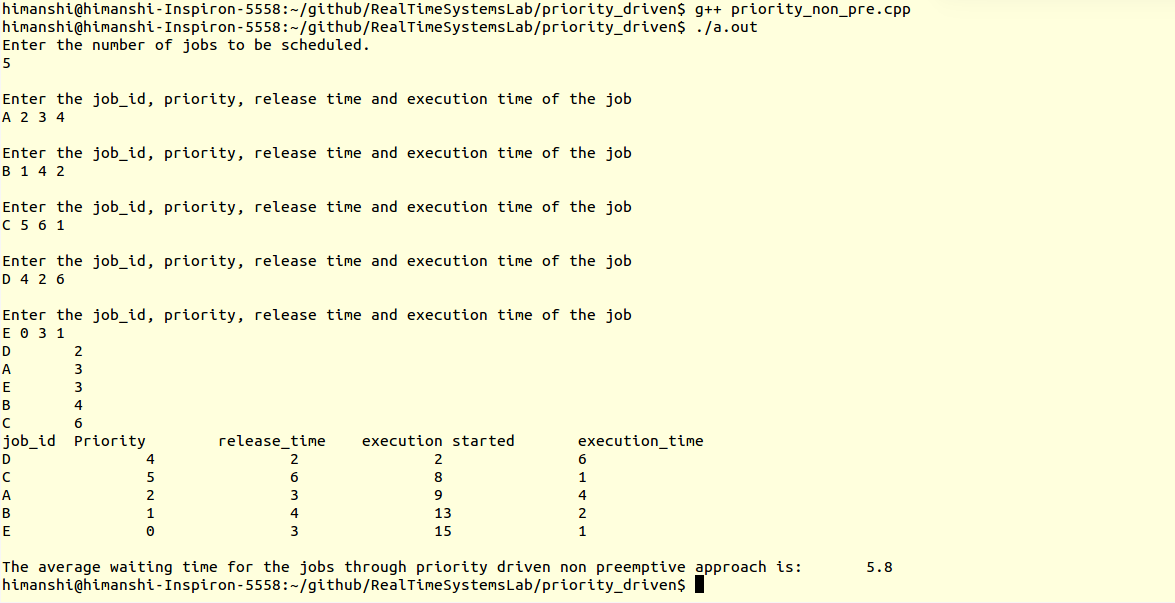 himanshi@himanshi-Inspiron-5558:~/github/RealTimeSystemsLab/priority_driven$ g++ priority_non_pre.cpp
himanshi@himanshi-Inspiron-5558:~/github/RealTimeSystemsLab/priority_driven$ ./a.out
Enter the number of jobs to be scheduled.
5
Enter the job_id, priority, release time and execution time of the job
A 2 3 4
Enter the job_id, priority, release time and execution time of the job
B 1 4 2
Enter the job_id, priority, release time and execution time of the job
C 5 6 1
Enter the job_id, priority, release time and execution time of the job
D 4 2 6
Enter the job_id, priority, release time and execution time of the job
E 0 3 1
D 2
A 3
E 3
B 4
C 6
job_id Priority release_time execution started execution_time
D 4 2 2 6
C 5 6 8 1
A 2 3 9 4
B 1 4 13 2
E 0 3 15 1
The average waiting time for the jobs through priority driven non preemptive approach is: 5.8
himanshi@himanshi-Inspiron-5558:~/github/RealTimeSystemsLab/priority_driven$